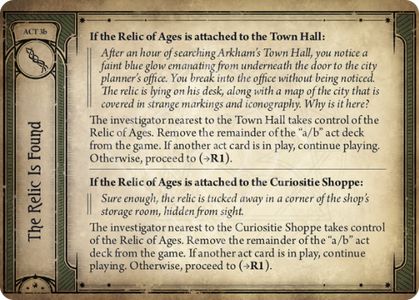 ACT 3b
The Relic Is Found
If the Relic of Ages is attached to the Town Hall:
After an hour of searching Arkham's Town Hall, you notice a
faint blue glow emanating from underneath the door to the city
planner's office. You break into the office without being noticed.
The relic is lying on his desk, along with a map of the city that is
covered in strange markings and iconography. Why is it here?
The investigator nearest to the Town Hall takes control of the
Relic of Ages. Remove the remainder of the “a/b” act deck
from the game. If another act card is in play, continue playing.
Otherwise, proceed to (→R1).
If the Relic of Ages is attached to the Curiositie Shoppe:
Sure enough, the relic is tucked away in a corner of the shop's
storage room, hidden from sight.
The investigator nearest to the Curiositie Shoppe takes control
of the Relic of Ages. Remove the remainder of the “a/b” act
deck from the game. If another act card is in play, continue
playing. Otherwise, proceed to (→R1).